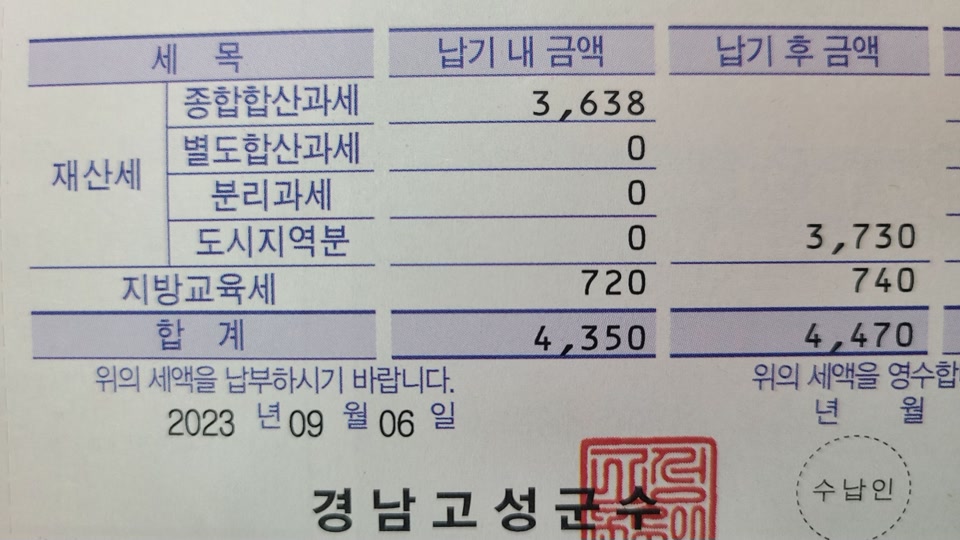 세 목 납기 내 금액 납기 후 금액
재산세
종합합산과세 3,638
별도합산과세 0
분리과세 0
도시지역분 0 3,730
지방교육세 720 740
합 계 4,350 4,470
위의 세액을 납부하시기 바랍니다. 위의 세액을
2023 년 09 월 06 일 년 월
경남고성군수 수납인